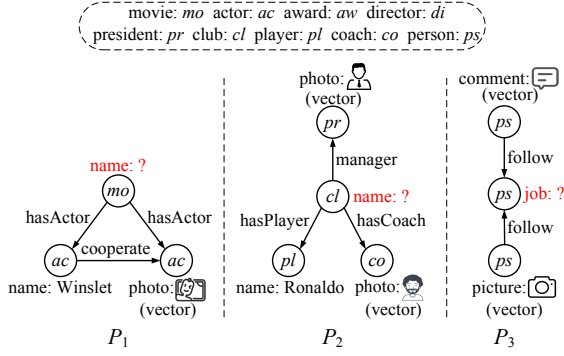 movie: mo actor: ac award: aw director: di
president: pr club: cl player: pl coach: co person: ps
name: ?
mo
hasActor
hasActor
cooperate
ac
ac
name: Winslet
photo:
(vector)
P1
photo:
(vector)
pr
manager
cl
name: ?
hasPlayer
hasCoach
pl
co
name: Ronaldo
photo:
(vector)
P2
comment:
(vector)
ps
follow
ps
job: ?
follow
ps
picture:
(vector)
P3